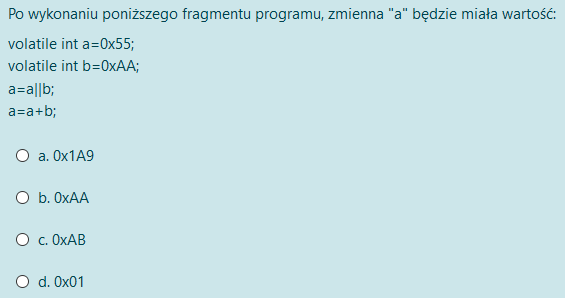 Po wykonaniu poniższego fragmentu programu, zmienna "a" będzie miała wartość:
volatile int a=0x55;
volatile int b=0xAA;
a=a||b;
a=a+b;
a. 0x1A9
b. 0xAA
c. 0xAB
d. 0x01